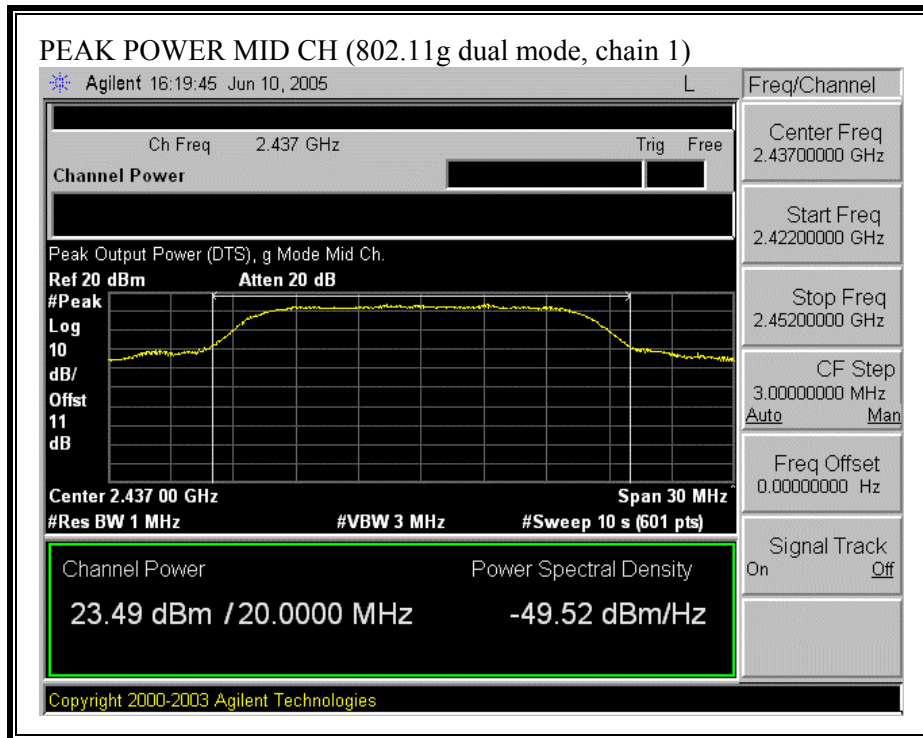 PEAK POWER MID CH (802.11g dual mode, chain 1)
Agilent 16:19:45 Jun 10, 2005 L
Freq/Channel
Ch Freq 2.437 GHz Trig Free
Channel Power
Peak Output Power (DTS), g Mode Mid Ch.
Ref 20 dBm Atten 20 dB
#Peak
Log
10
dB/
Offst
11
dB
Center 2.437 00 GHz Span 30 MHz
#Res BW 1 MHz #VBW 3 MHz #Sweep 10 s (601 pts)
Channel Power Power Spectral Density
23.49 dBm / 20.0000 MHz -49.52 dBm/Hz
Center Freq
2.43700000 GHz
Start Freq
2.42200000 GHz
Stop Freq
2.45200000 GHz
CF Step
3.00000000 MHz
Auto Man
Freq Offset
0.00000000 Hz
Signal Track
On Off
Copyright 2000-2003 Agilent Technologies